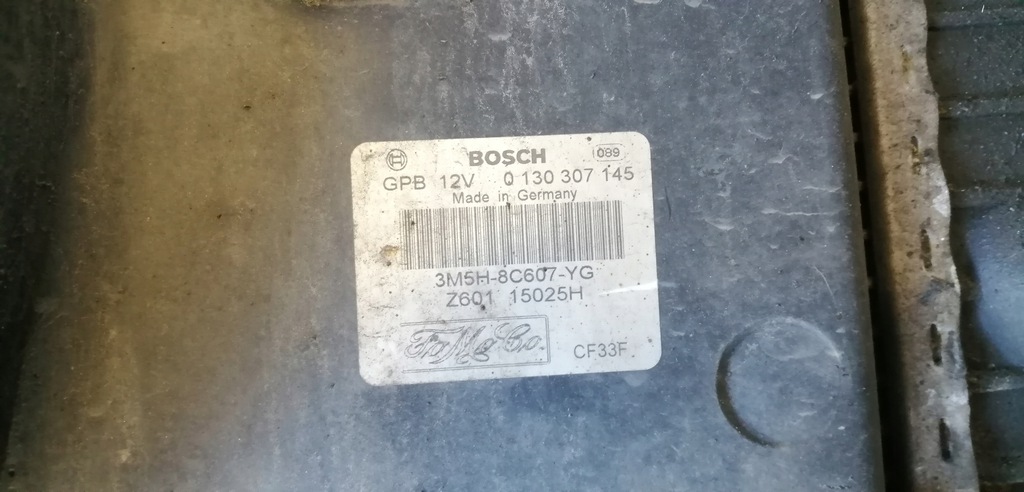 BOSCH 089
GPB 12V 0 130 307 145
Made in Germany
3M5H-8C607-YG
Z601 15025H
FoMoCo.
CF33F